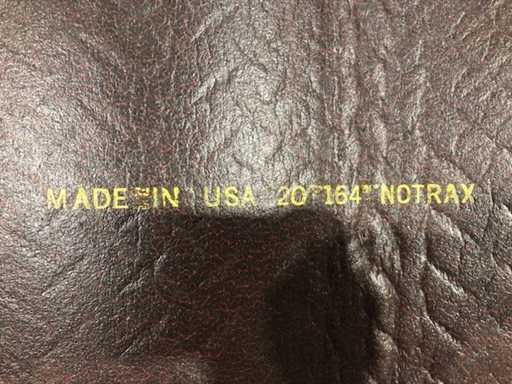 MADE IN USA 20"164" NOTRAX